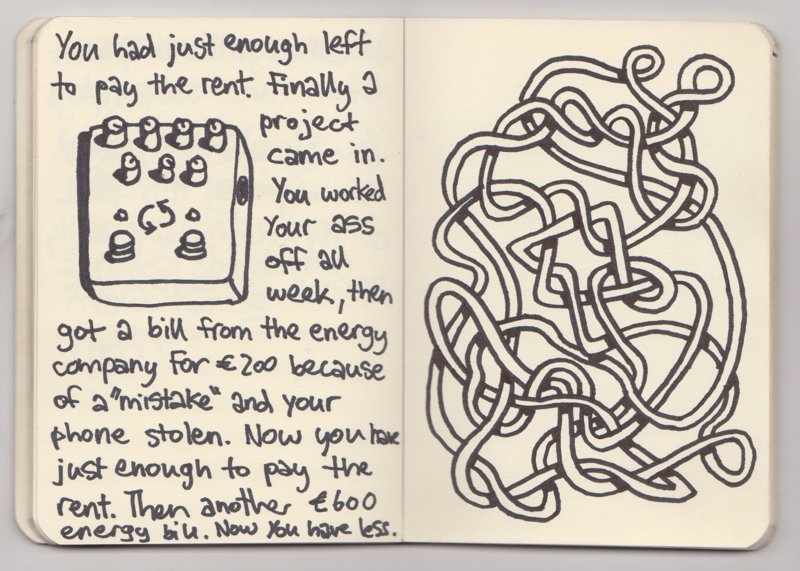 You had just enough left
to pay the rent. Finally a
project
came in.
You worked
your ass
off all
week, then
got a bill from the energy
company for €200 because
of a "mistake" and your
phone stolen. Now you have
just enough to pay the
rent. Then another €600
energy bill. Now you have less.